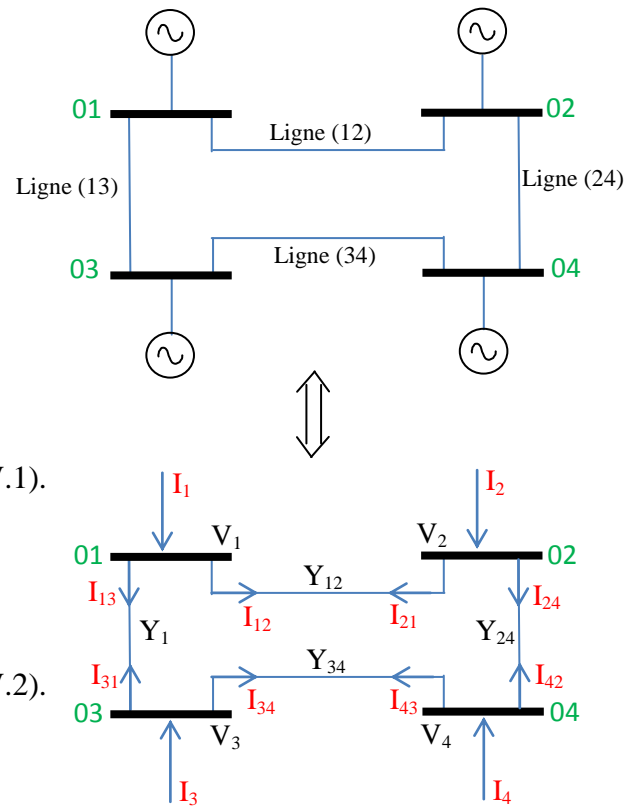 01
02
Ligne (12)
Ligne (13)
Ligne (24)
03
Ligne (34)
04
V.1).
I₁
I₂
01
V₁
V₂
02
I₁₃
Y₁₂
I₁₂
I₂₁
I₂₄
Y₁
Y₂₄
I₃₁
Y₃₄
I₄₂
V.2).
I₃₄
I₄₃
03
V₃
V₄
04
I₃
I₄